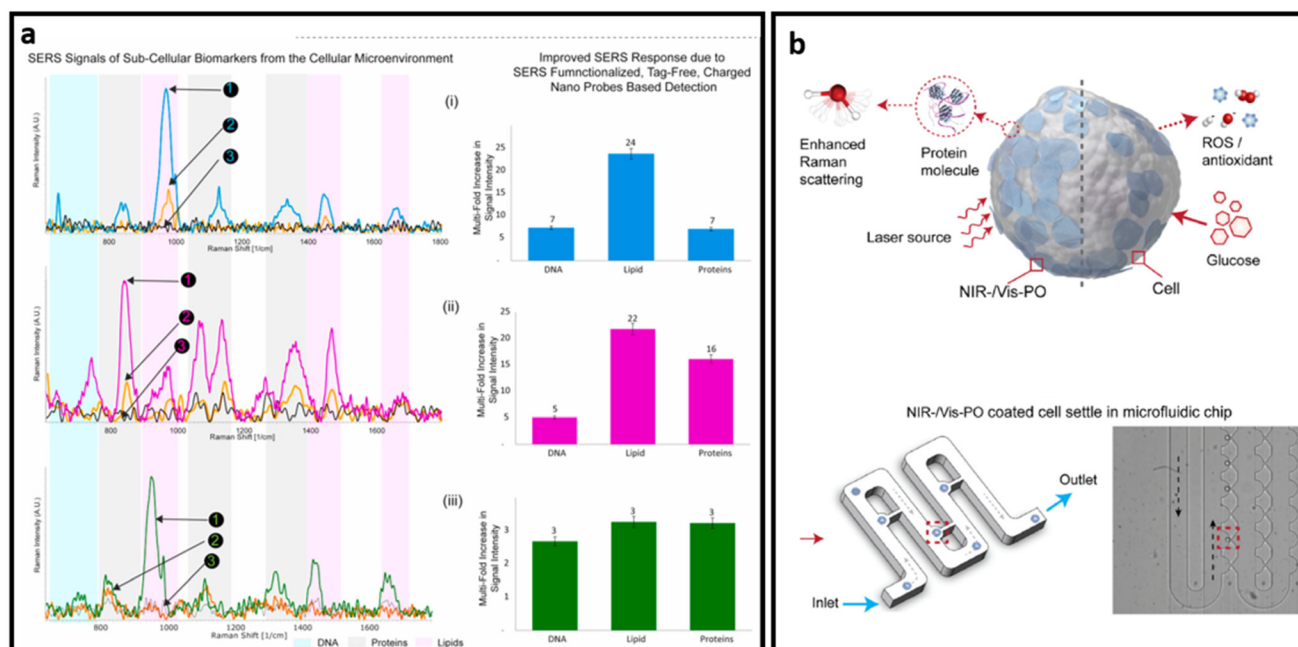 a
SERS Signals of Sub-Cellular Biomarkers from the Cellular Microenvironment
Raman Intensity (A.U.)
1
2
3
800 1000 1200 1400 1600 1800
Raman Shift [1/cm]
(i)
Improved SERS Response due to
SERS Fumnctionalized, Tag-Free, Charged
Nano Probes Based Detection
Multi-Fold Increase in
Signal Intensity
25
20
15
10
5
-
7
24
7
DNA Lipid Proteins
Raman Intensity (A.U.)
1
2
3
800 1000 1200 1400 1600
Raman Shift [1/cm]
(ii)
Multi-Fold Increase in
Signal Intensity
25
20
15
10
5
-
5
22
16
DNA Lipid Proteins
Raman Intensity (A.U.)
1
2
3
800 1000 1200 1400 1600
Raman Shift [1/cm]
DNA Proteins Lipids
(iii)
Multi-Fold Increase in
Signal Intensity
3
2
1
-
3
3
3
DNA Lipid Proteins
b
Enhanced
Raman
scattering
Protein
molecule
ROS /
antioxidant
Laser source
Glucose
NIR-/Vis-PO
Cell
NIR-/Vis-PO coated cell settle in microfluidic chip
Outlet
Inlet